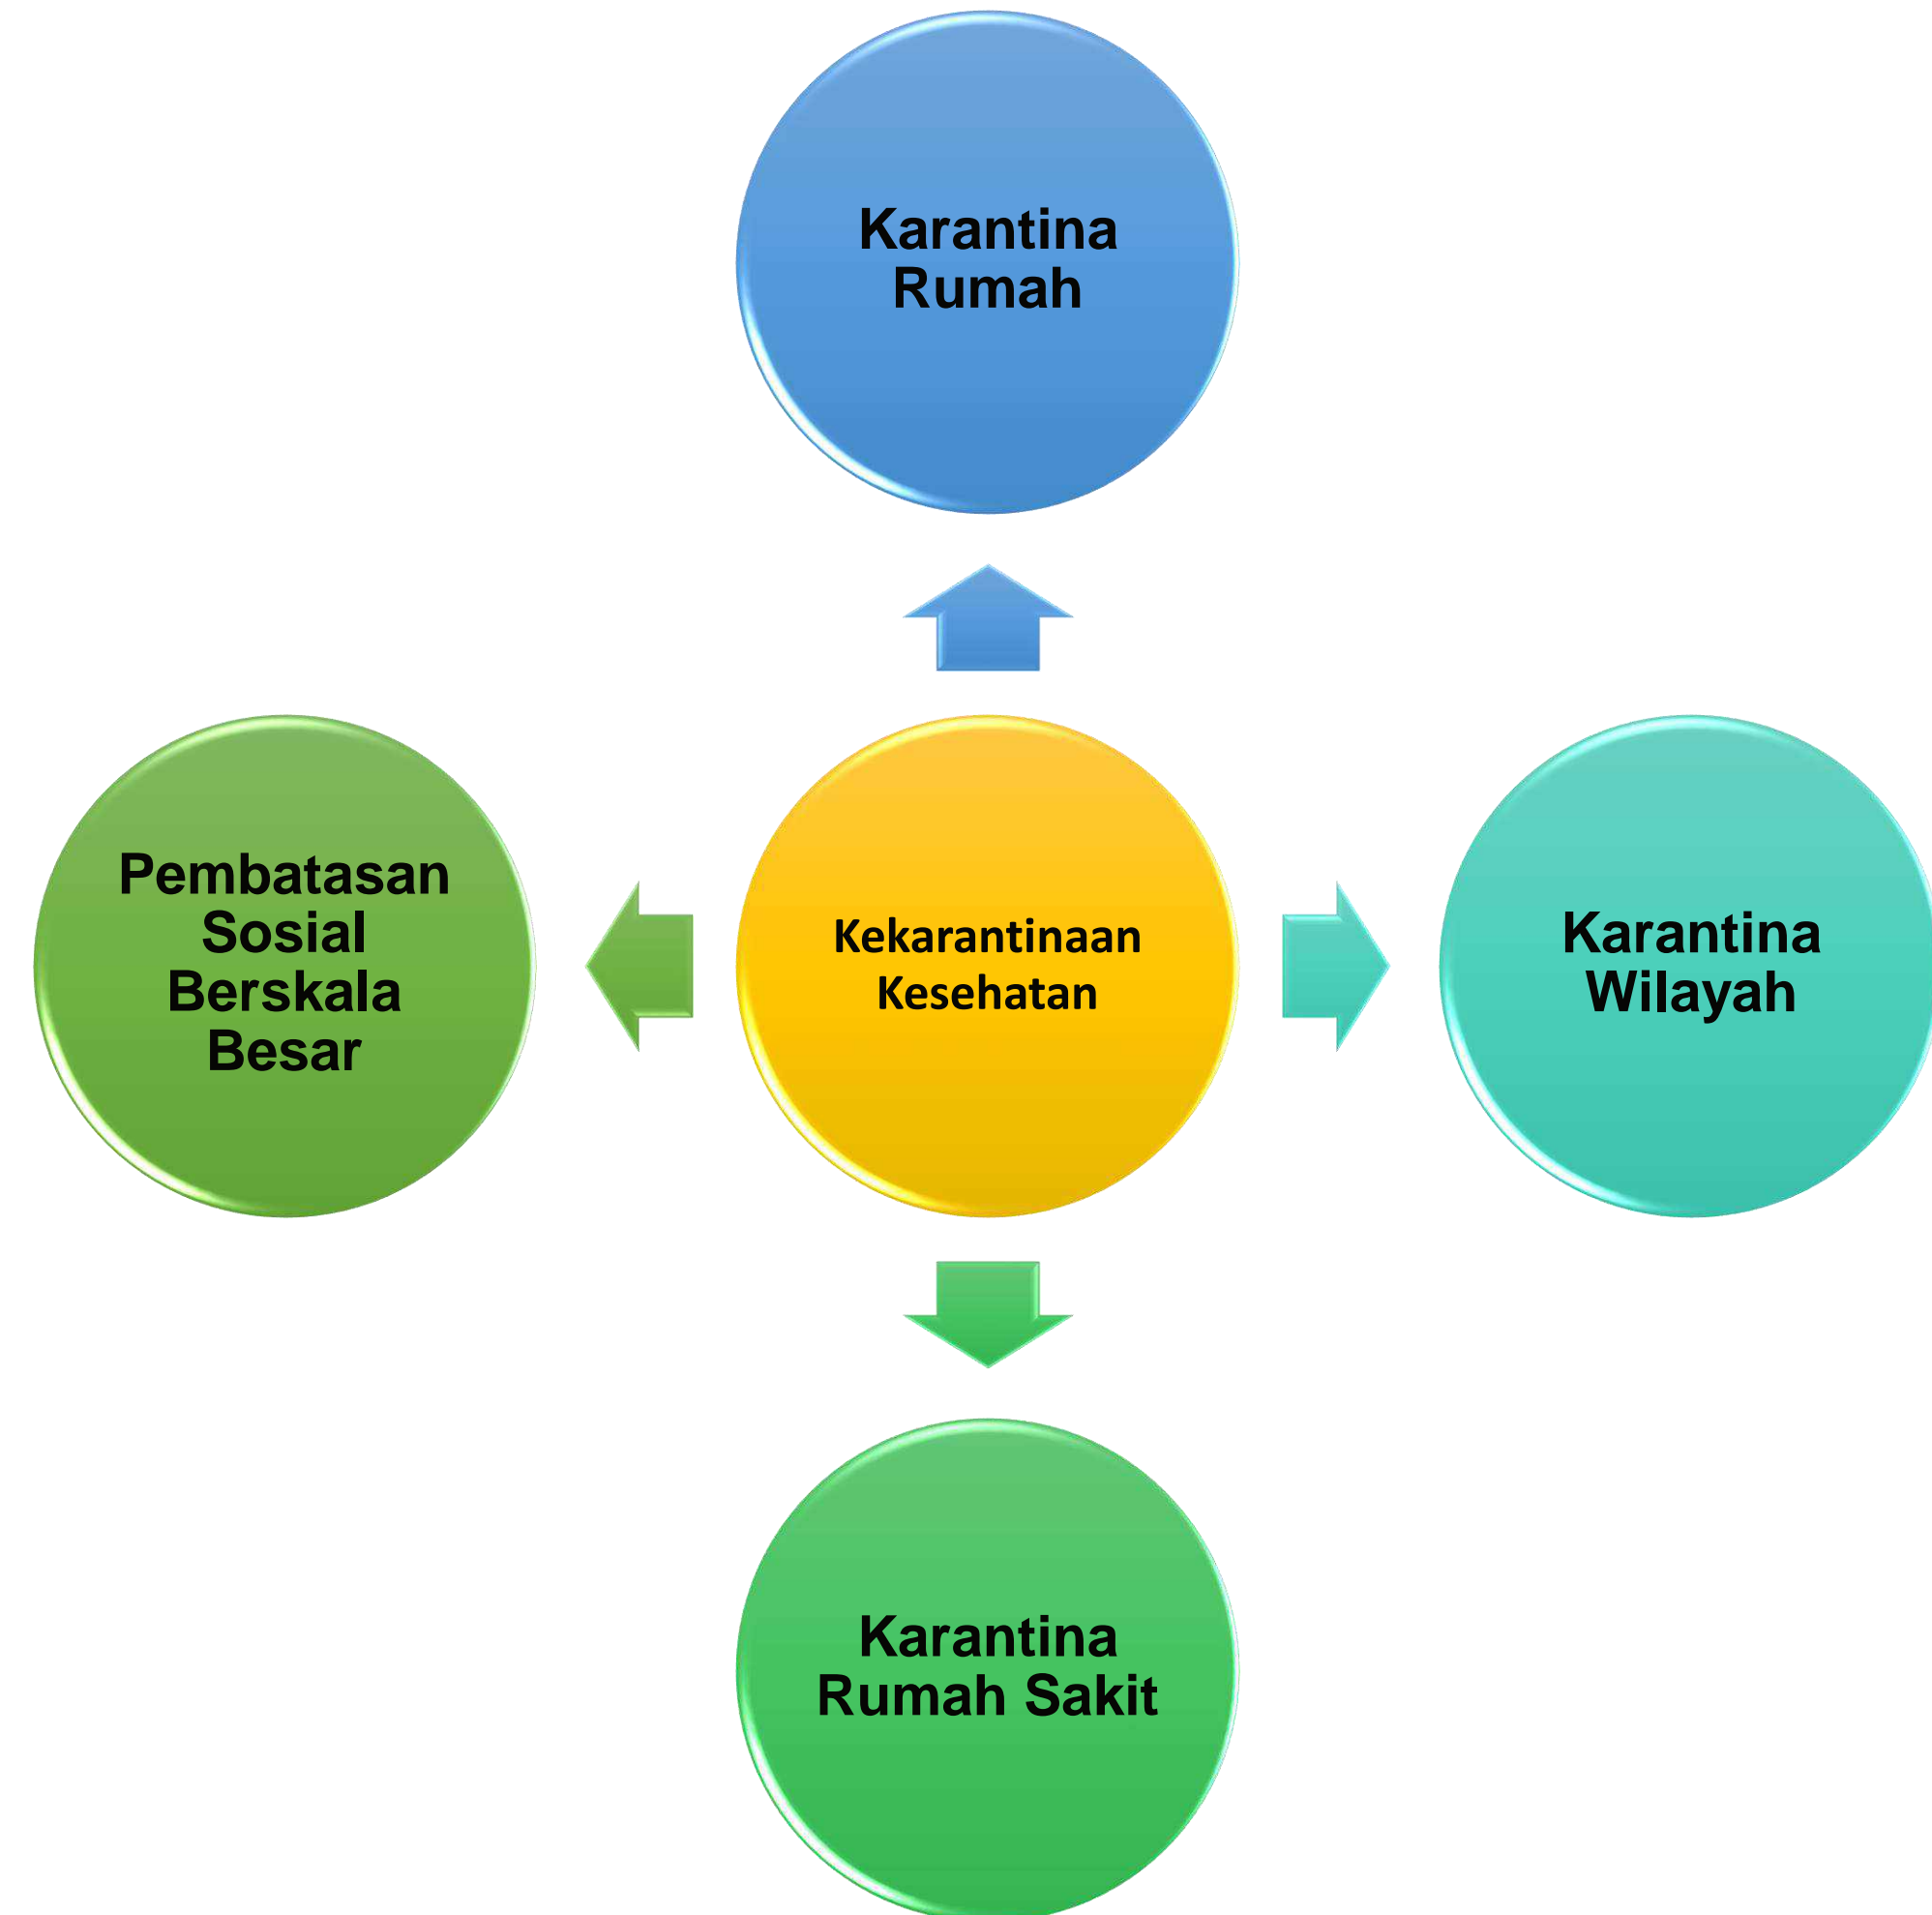 Karantina
Rumah
Pembatasan
Sosial
Berskala
Besar
Kekarantinaan
Kesehatan
Karantina
Wilayah
Karantina
Rumah Sakit